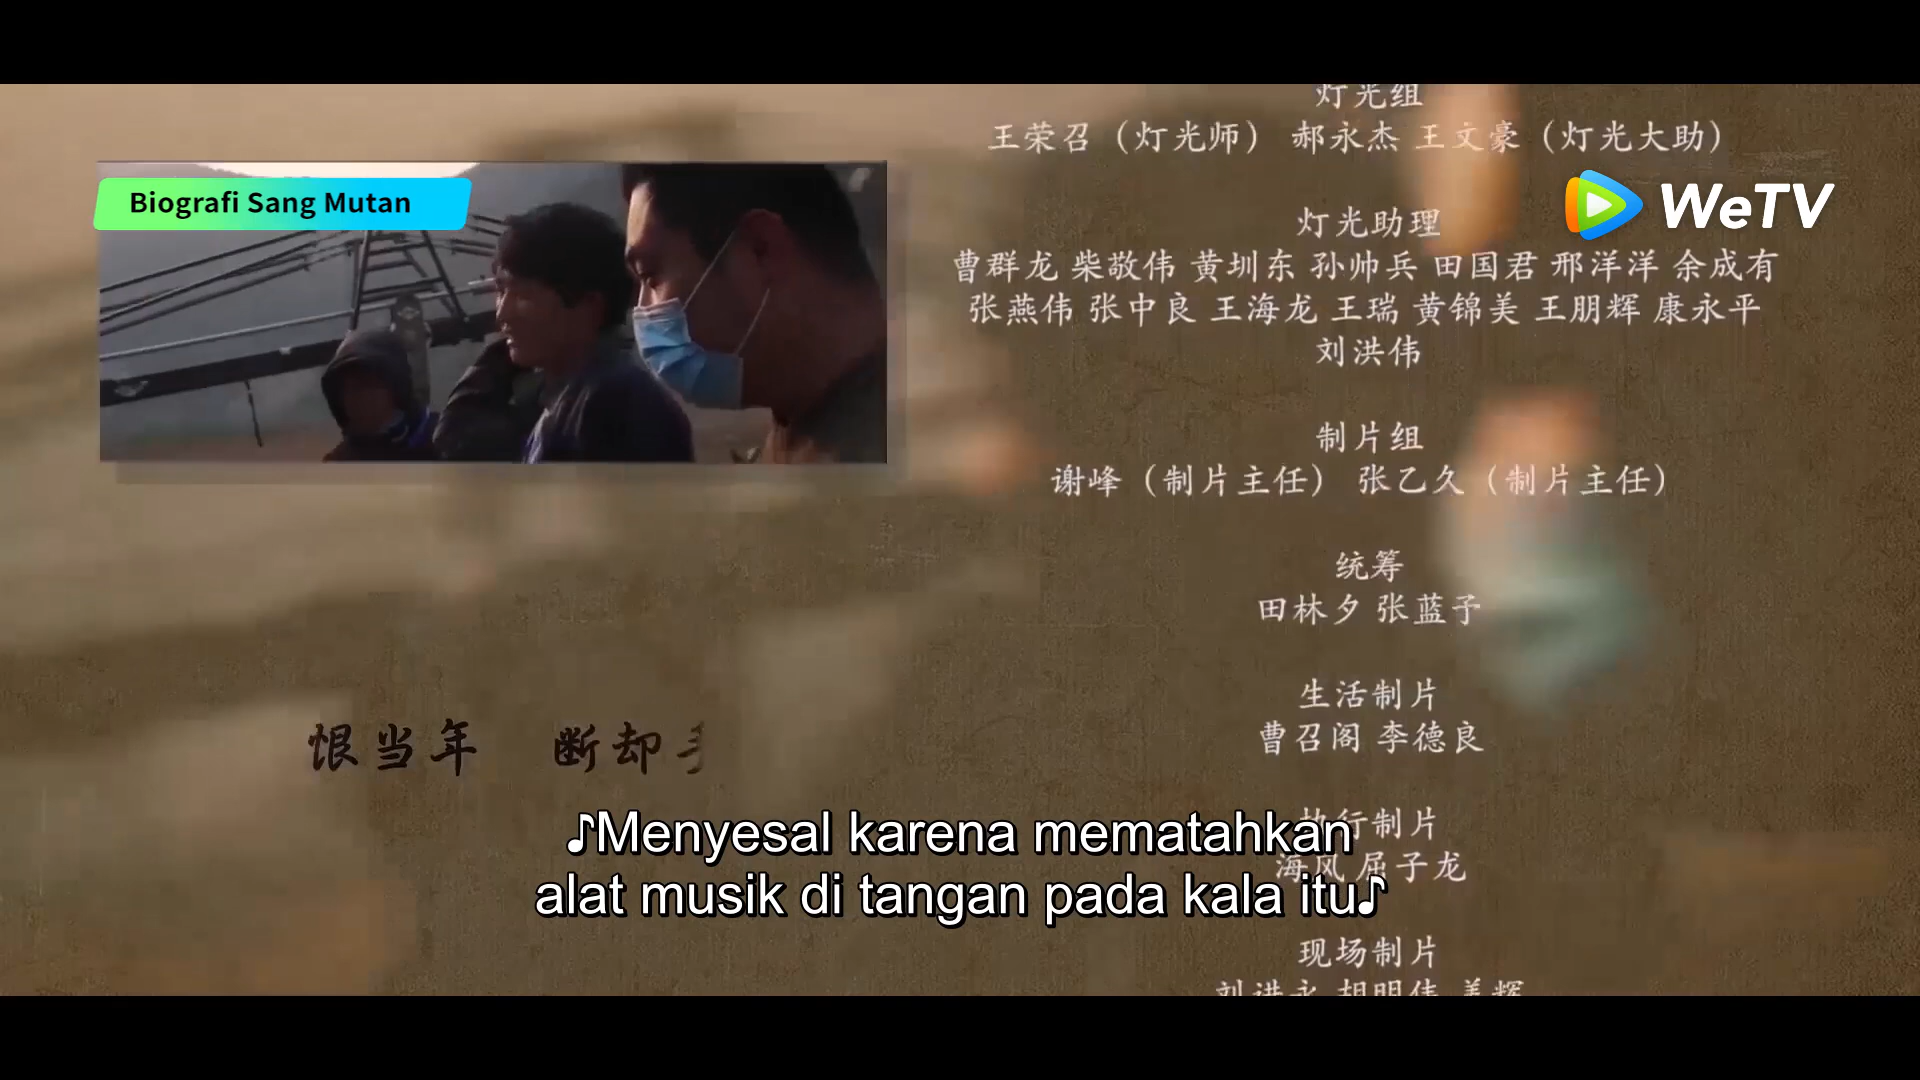 Biografi Sang Mutan
WeTV
灯光组
王荣召（灯光师） 郝永杰 王文豪（灯光大助）
灯光助理
曹群龙 柴敬伟 黄圳东 孙帅兵 田国君 邢洋洋 余成有
张燕伟 张中良 王海龙 王瑞 黄锦美 王朋辉 康永平
刘洪伟
制片组
谢峰（制片主任） 张乙久（制片主任）
统筹
田林夕 张蓝子
生活制片
曹召阁 李德良
恨当年 断却
执行制片
海风 屈子龙
♪Menyesal karena mematahkan
alat musik di tangan pada kala itu♪
现场制片